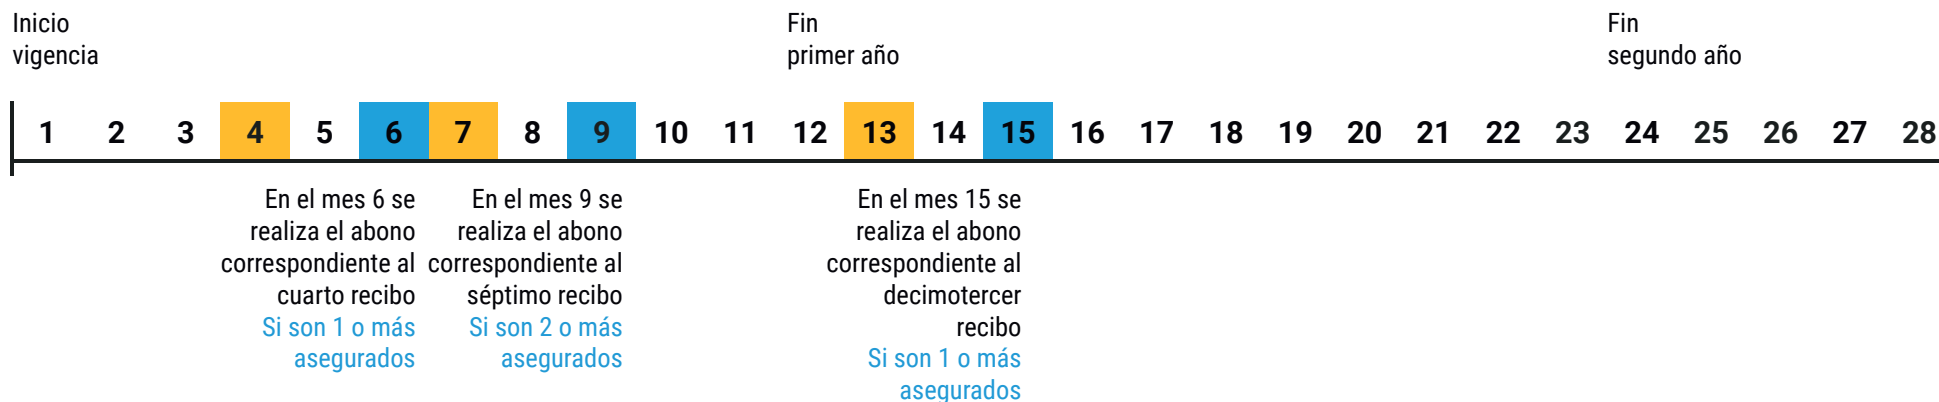 Inicio
vigencia
Fin
primer año
Fin
segundo año
1 2 3 4 5 6 7 8 9 10 11 12 13 14 15 16 17 18 19 20 21 22 23 24 25 26 27 28
En el mes 6 se
realiza el abono
correspondiente al
cuarto recibo
Si son 1 o más
asegurados
En el mes 9 se
realiza el abono
correspondiente al
séptimo recibo
Si son 2 o más
asegurados
En el mes 15 se
realiza el abono
correspondiente al
decimotercer
recibo
Si son 1 o más
asegurados